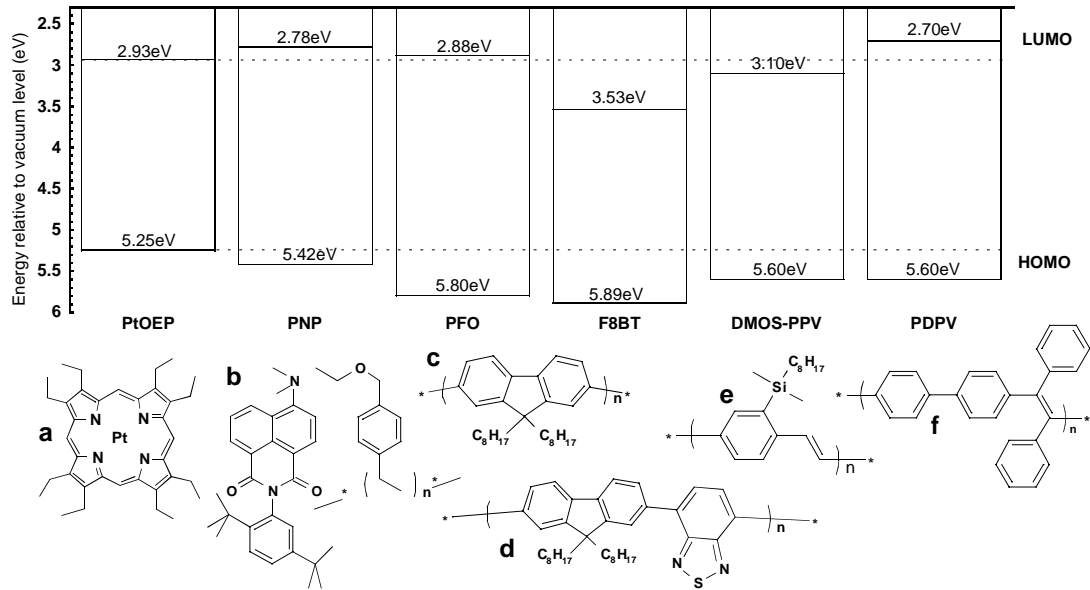 Energy relative to vacuum level (eV)
2.5
3
3.5
4
4.5
5
5.5
6
2.93eV
2.78eV
2.88eV
3.53eV
3.10eV
2.70eV
LUMO
5.25eV
5.42eV
5.80eV
5.89eV
5.60eV
5.60eV
HOMO
PtOEP
PNP
PFO
F8BT
DMOS-PPV
PDPV
a
N
N
Pt
N
N
b
N
O
N
O
O
*
( ) n *
c
* ( ) n *
C8H17
C8H17
d
* ( ) n *
C8H17
C8H17
N
S
N
e
C8H17
Si
* ( ) n *
f
* ( ) n *